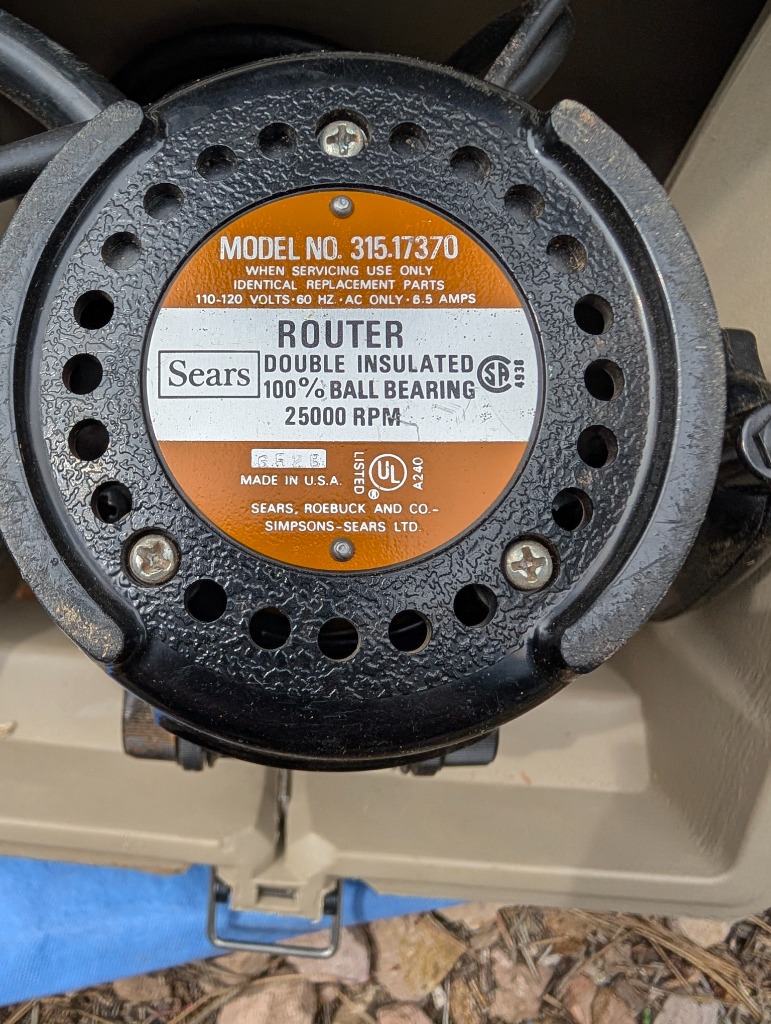 MODEL NO. 315.17370
WHEN SERVICING USE ONLY
IDENTICAL REPLACEMENT PARTS
110-120 VOLTS·60 HZ.·AC ONLY·6.5 AMPS
ROUTER
Sears
DOUBLE INSULATED
100% BALL BEARING
25000 RPM
SA
4938
MADE IN U.S.A.
LISTED
UL
®
A240
SEARS, ROEBUCK AND CO.-
SIMPSONS-SEARS LTD.